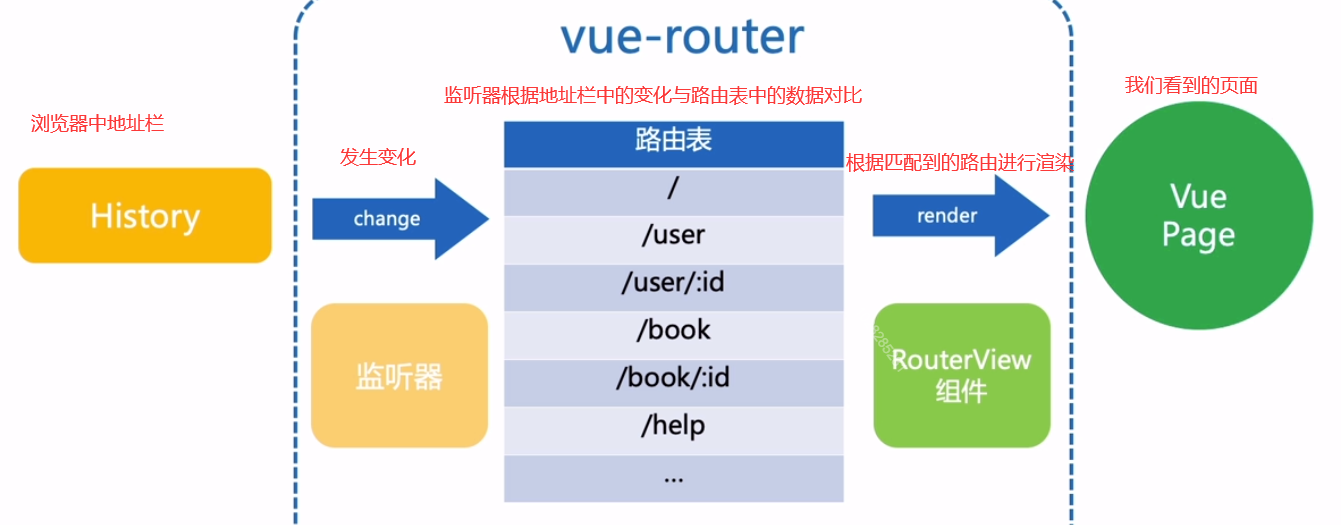 vue-router
监听器根据地址栏中的变化与路由表中的数据对比
我们看到的页面
浏览器中地址栏
发生变化
路由表
根据匹配到的路由进行渲染
History
change
/
/user
/user/:id
/book
/book/:id
/help
...
render
Vue
Page
监听器
RouterView
组件